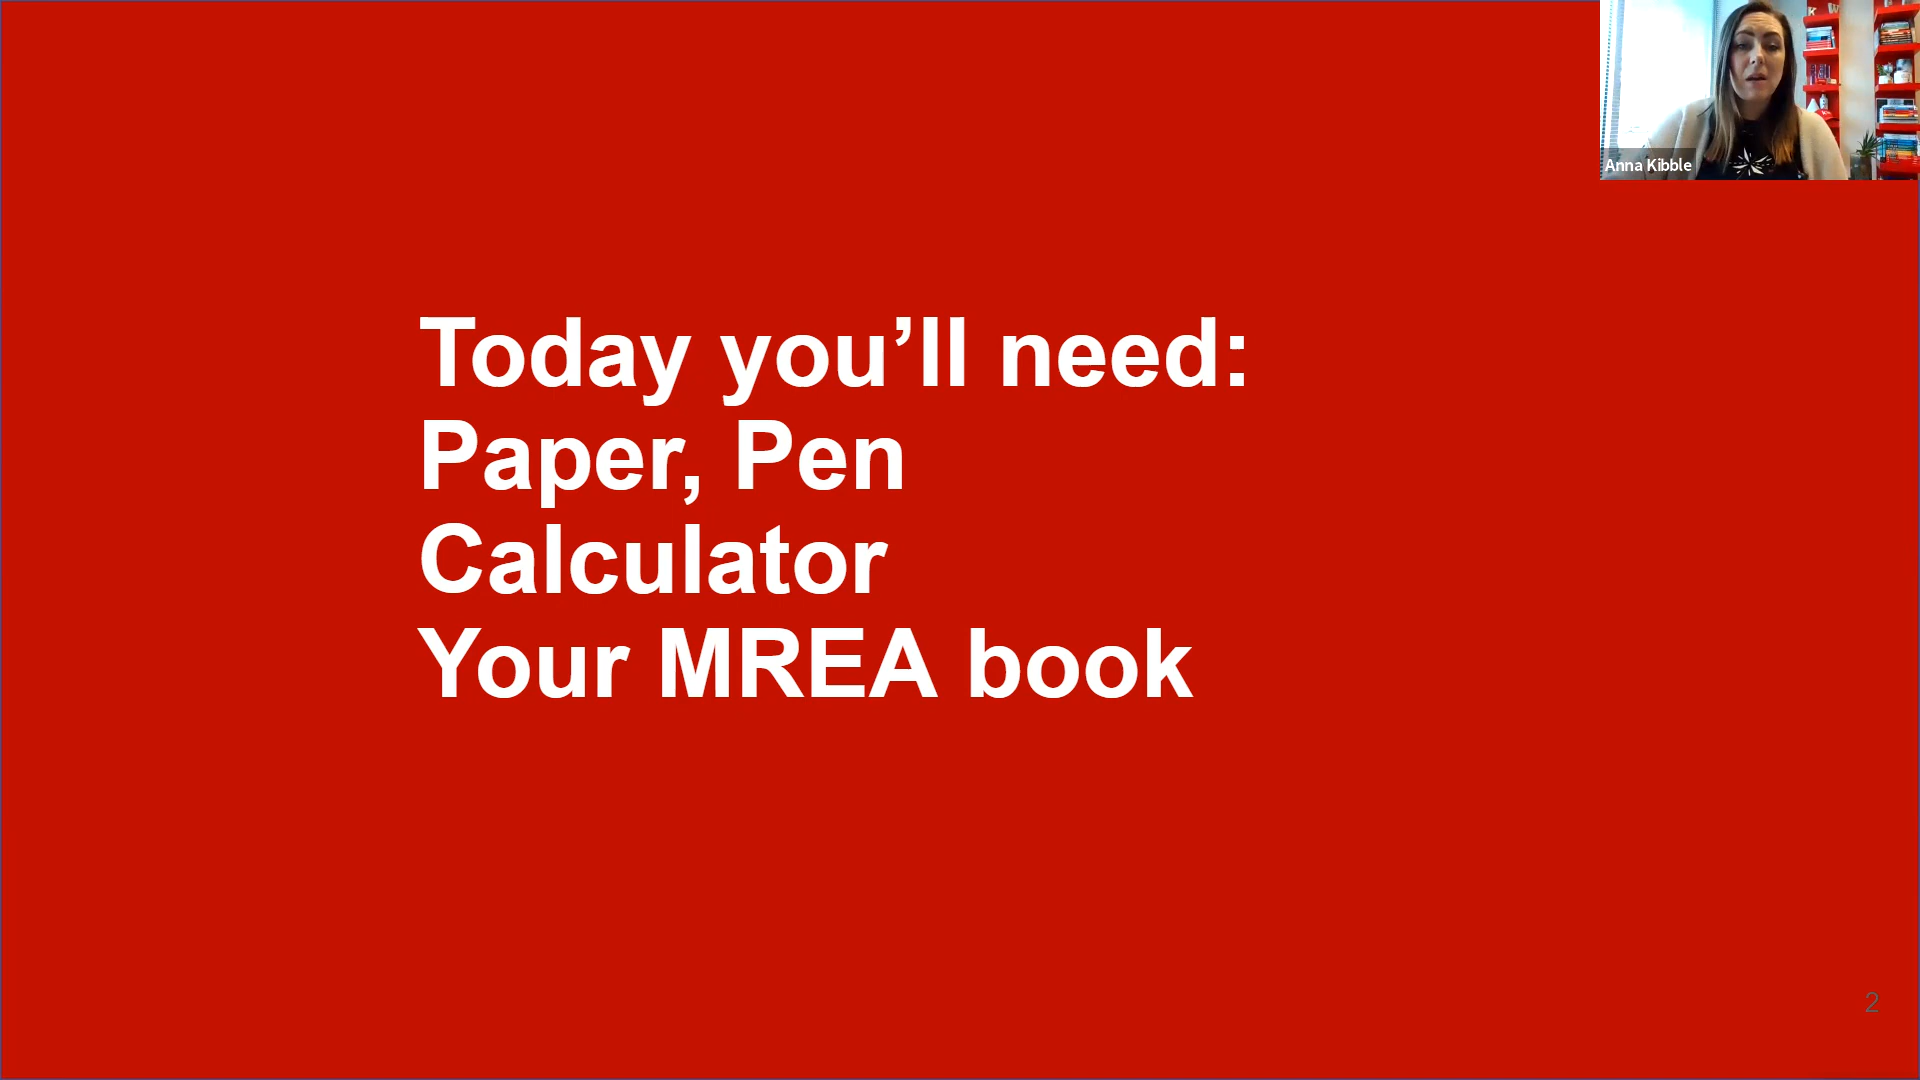 Today you’ll need:
Paper, Pen
Calculator
Your MREA book
Anna Kibble
2